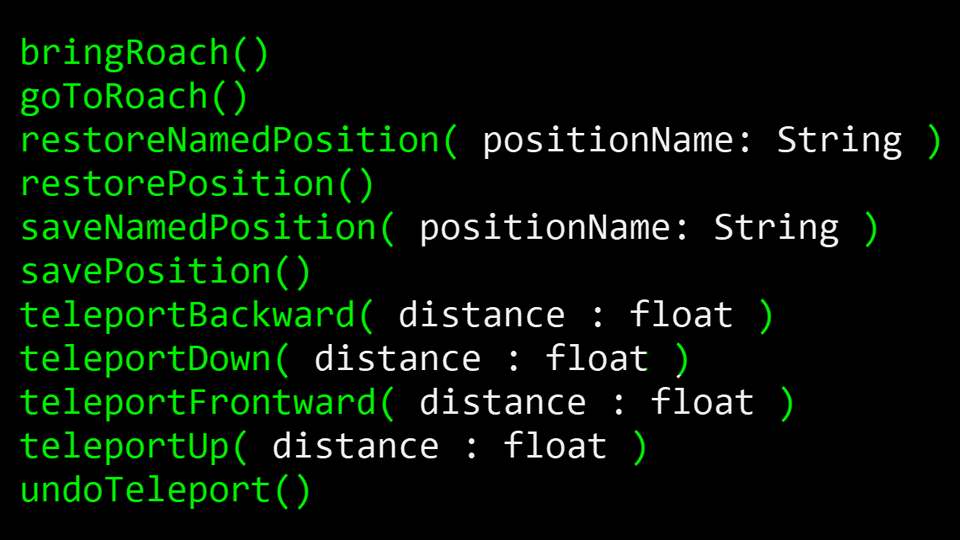 bringRoach()
goToRoach()
restoreNamedPosition( positionName: String )
restorePosition()
saveNamedPosition( positionName: String )
savePosition()
teleportBackward( distance : float )
teleportDown( distance : float )
teleportFrontward( distance : float )
teleportUp( distance : float )
undoTeleport()